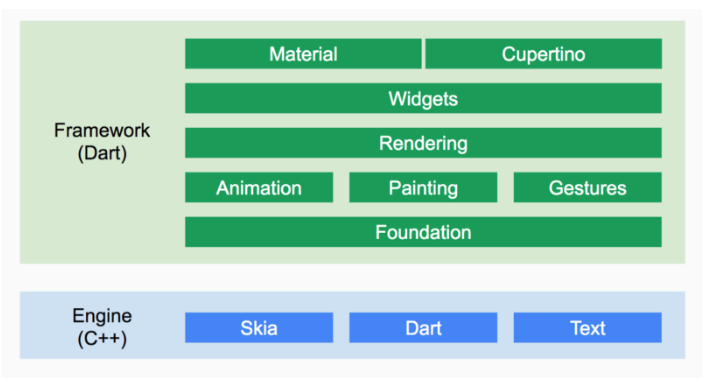 Material
Cupertino
Widgets
Framework
(Dart)
Rendering
Animation
Painting
Gestures
Foundation
Engine
(C++)
Skia
Dart
Text